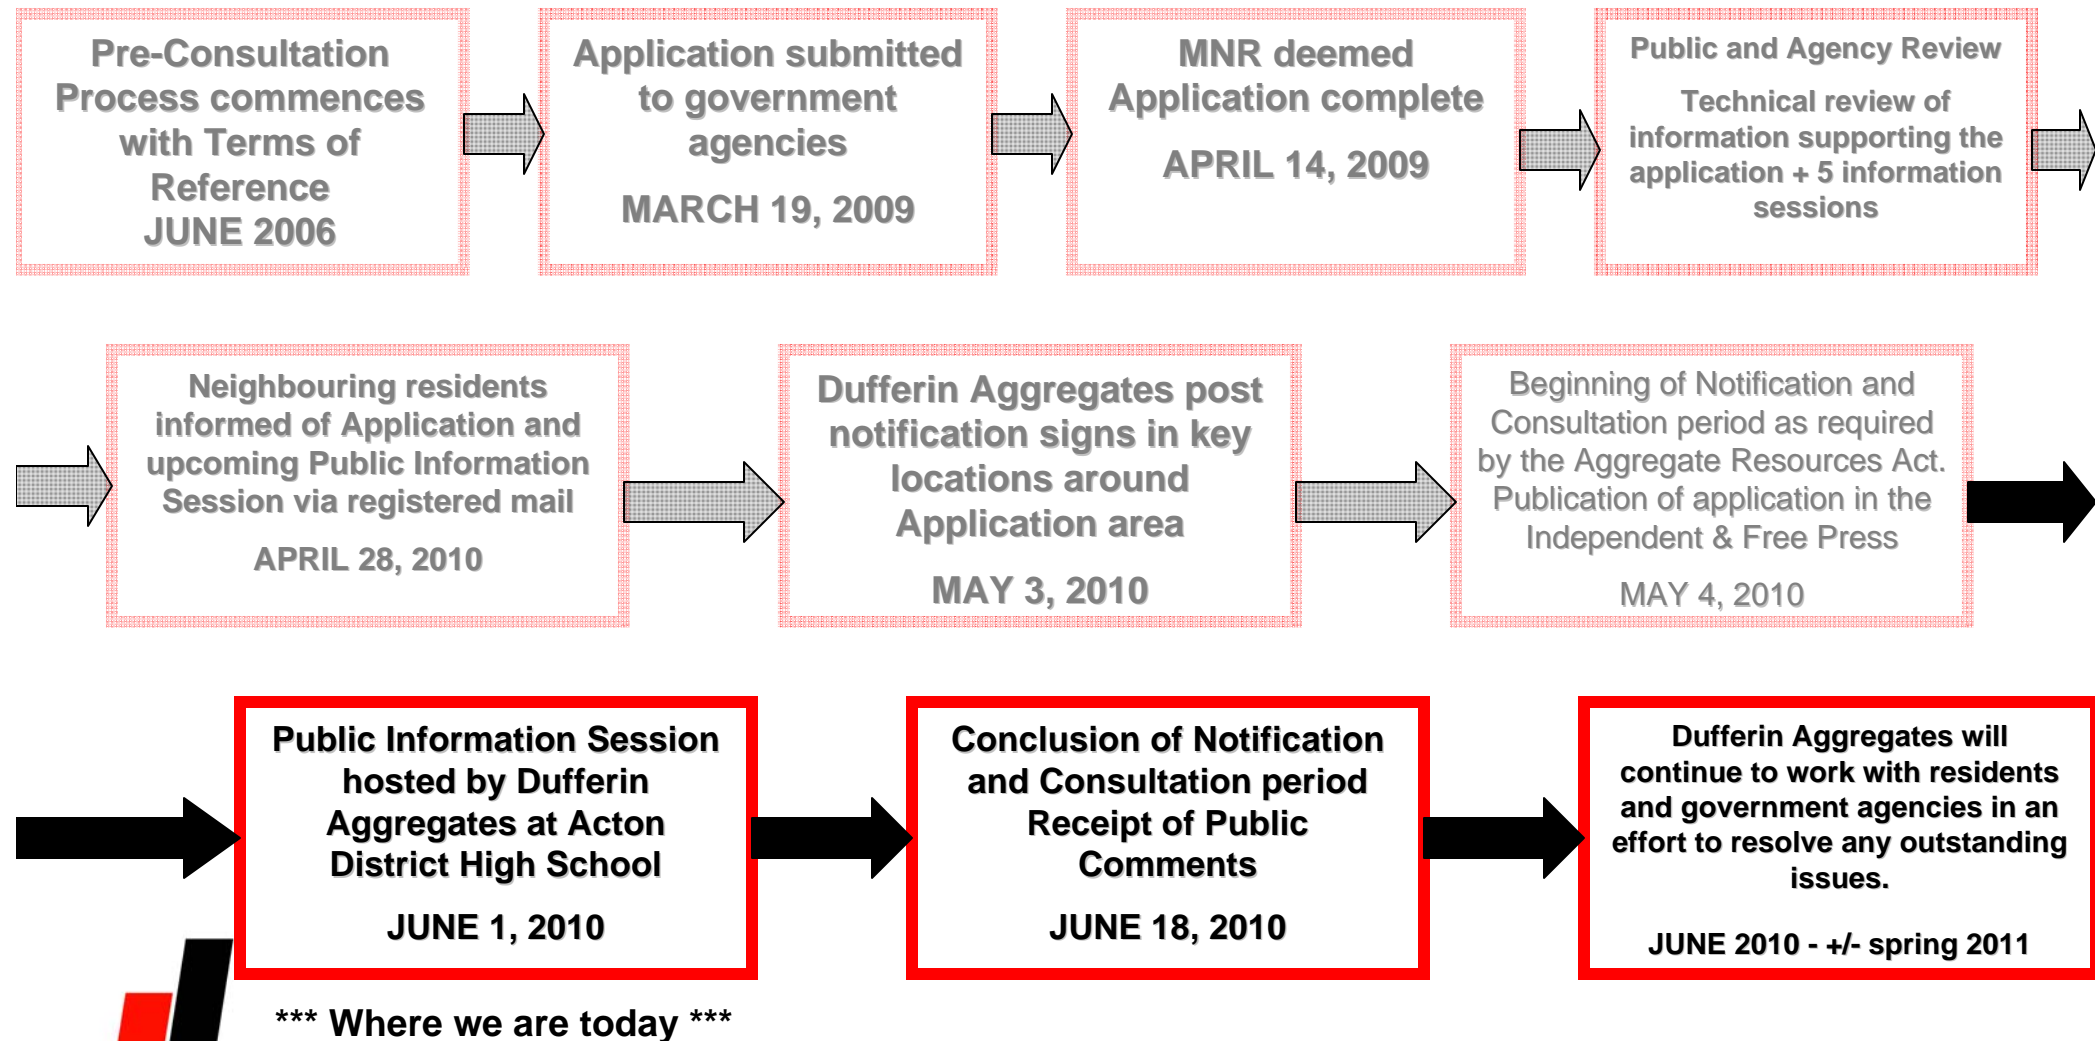 Pre-Consultation
Process commences
with Terms of
Reference
JUNE 2006
Application submitted
to government
agencies
MARCH 19, 2009
MNR deemed
Application complete
APRIL 14, 2009
Public and Agency Review
Technical review of
information supporting the
application + 5 information
sessions
Neighbouring residents
informed of Application and
upcoming Public Information
Session via registered mail
APRIL 28, 2010
Dufferin Aggregates post
notification signs in key
locations around
Application area
MAY 3, 2010
Beginning of Notification and
Consultation period as required
by the Aggregate Resources Act.
Publication of application in the
Independent & Free Press
MAY 4, 2010
Public Information Session
hosted by Dufferin
Aggregates at Acton
District High School
JUNE 1, 2010
Conclusion of Notification
and Consultation period
Receipt of Public
Comments
JUNE 18, 2010
Dufferin Aggregates will
continue to work with residents
and government agencies in an
effort to resolve any outstanding
issues.
JUNE 2010 - +/- spring 2011
*** Where we are today ***